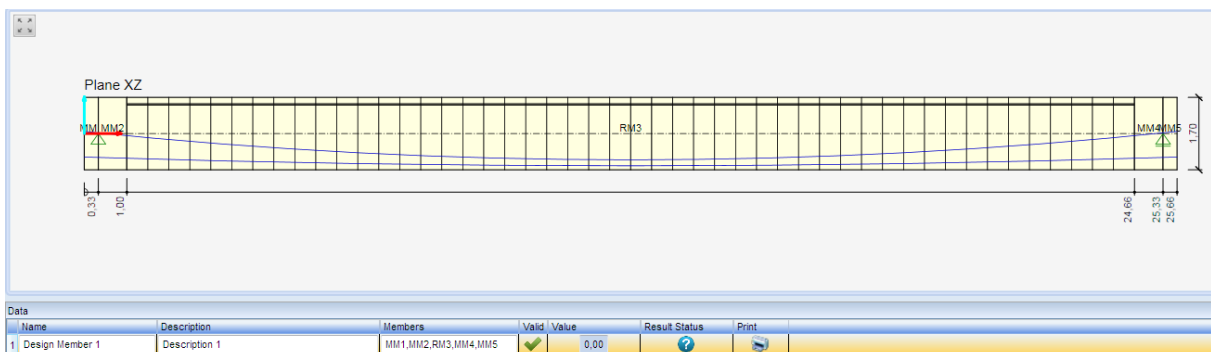 Plane XZ
MM MM2 RM3 MM4MM5
1,70
0,33 1,00 24,66 25,33 25,66
Data
Name Description Members Valid Value Result Status Print
1 Design Member 1 Description 1 MM1,MM2,RM3,MM4,MM5 0,00 ?